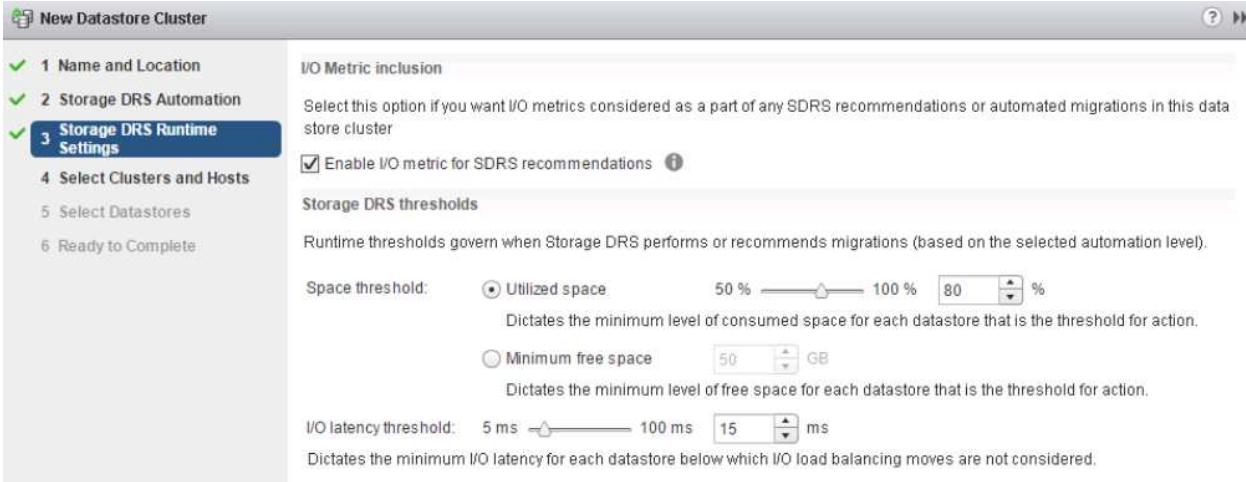 New Datastore Cluster
?
1 Name and Location
2 Storage DRS Automation
3 Storage DRS Runtime
Settings
4 Select Clusters and Hosts
5 Select Datastores
6 Ready to Complete
I/O Metric inclusion
Select this option if you want I/O metrics considered as a part of any SDRS recommendations or automated migrations in this data
store cluster
Enable I/O metric for SDRS recommendations
Storage DRS thresholds
Runtime thresholds govern when Storage DRS performs or recommends migrations (based on the selected automation level).
Space threshold: Utilized space 50 % 100 % 80 %
Dictates the minimum level of consumed space for each datastore that is the threshold for action.
Minimum free space 50 GB
Dictates the minimum level of free space for each datastore that is the threshold for action.
I/O latency threshold: 5 ms 100 ms 15 ms
Dictates the minimum I/O latency for each datastore below which I/O load balancing moves are not considered.